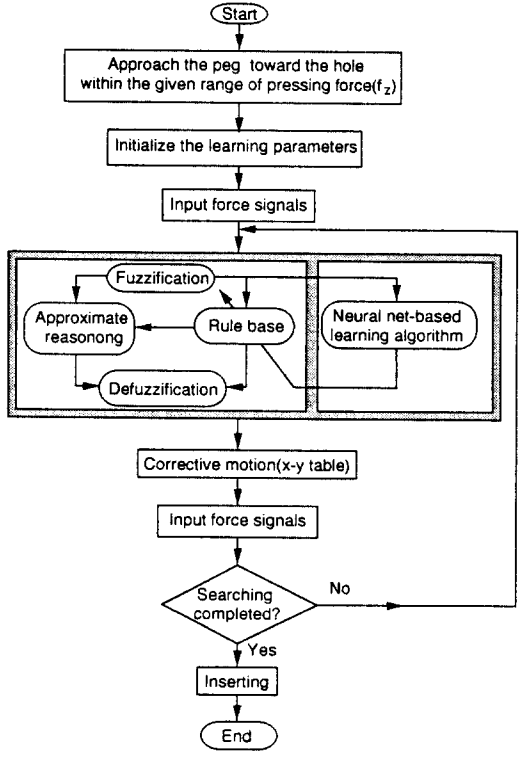 Start
Approach the peg toward the hole
within the given range of pressing force(fz)
Initialize the learning parameters
Input force signals
Fuzzification
Approximate
reasonong
Rule base
Neural net-based
learning algorithm
Defuzzification
Corrective motion(x-y table)
Input force signals
Searching
completed?
No
Yes
Inserting
End